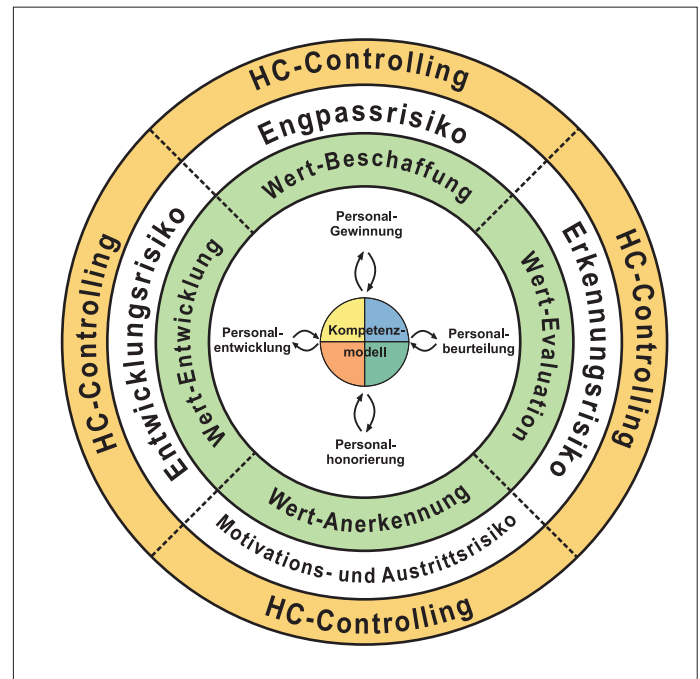 HC-Controlling
Engpassrisiko
Wert-Beschaffung
Personal-
Gewinnung
HC-Controlling
Entwicklungsrisiko
Wert-Entwicklung
Personal-
entwicklung
Kompetenz-
modell
Personal-
beurteilung
Wert-Evaluation
Erkennungsrisiko
HC-Controlling
Personal-
honorierung
Wert-Anerkennung
Motivations- und Austrittsrisiko
HC-Controlling